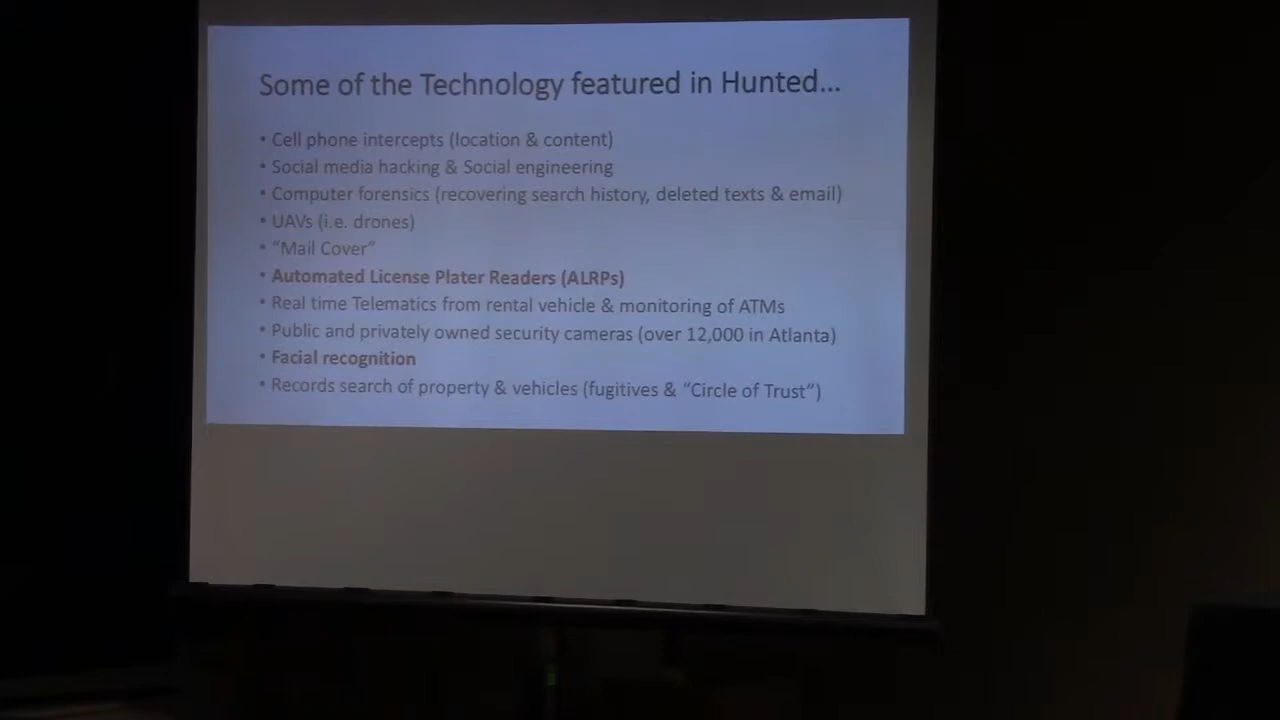 Some of the Technology featured in Hunted...
• Cell phone intercepts (location & content)
• Social media hacking & Social engineering
• Computer forensics (recovering search history, deleted texts & email)
• UAVs (i.e. drones)
• “Mail Cover”
• Automated License Plater Readers (ALRPs)
• Real time Telematics from rental vehicle & monitoring of ATMs
• Public and privately owned security cameras (over 12,000 in Atlanta)
• Facial recognition
• Records search of property & vehicles (fugitives & “Circle of Trust”)